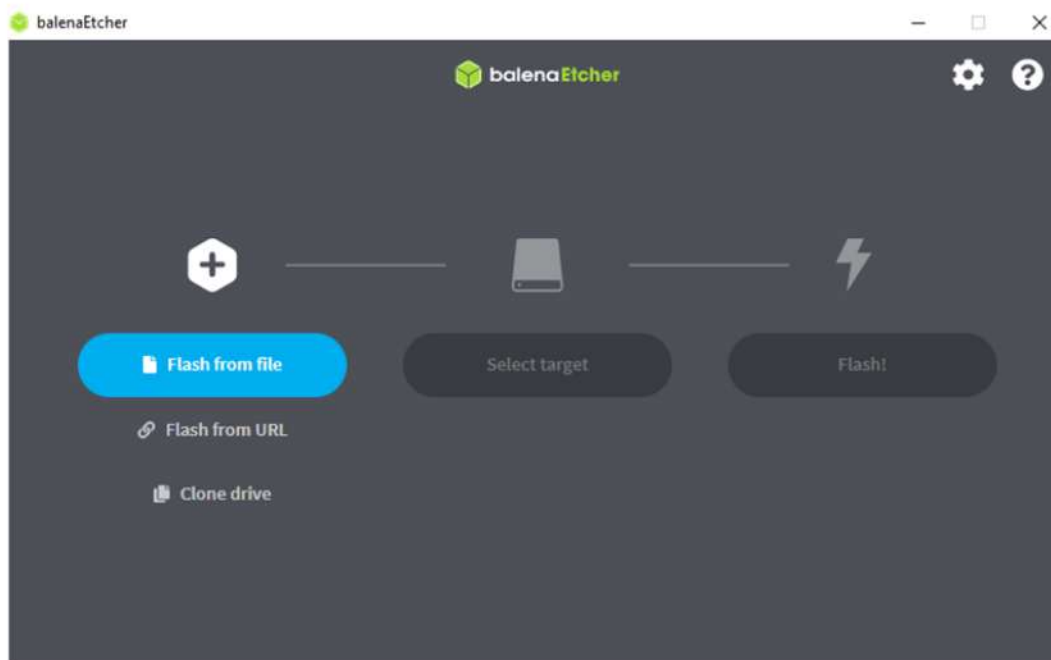 balenaEtcher
balenaEtcher
Flash from file
Select target
Flash!
Flash from URL
Clone drive